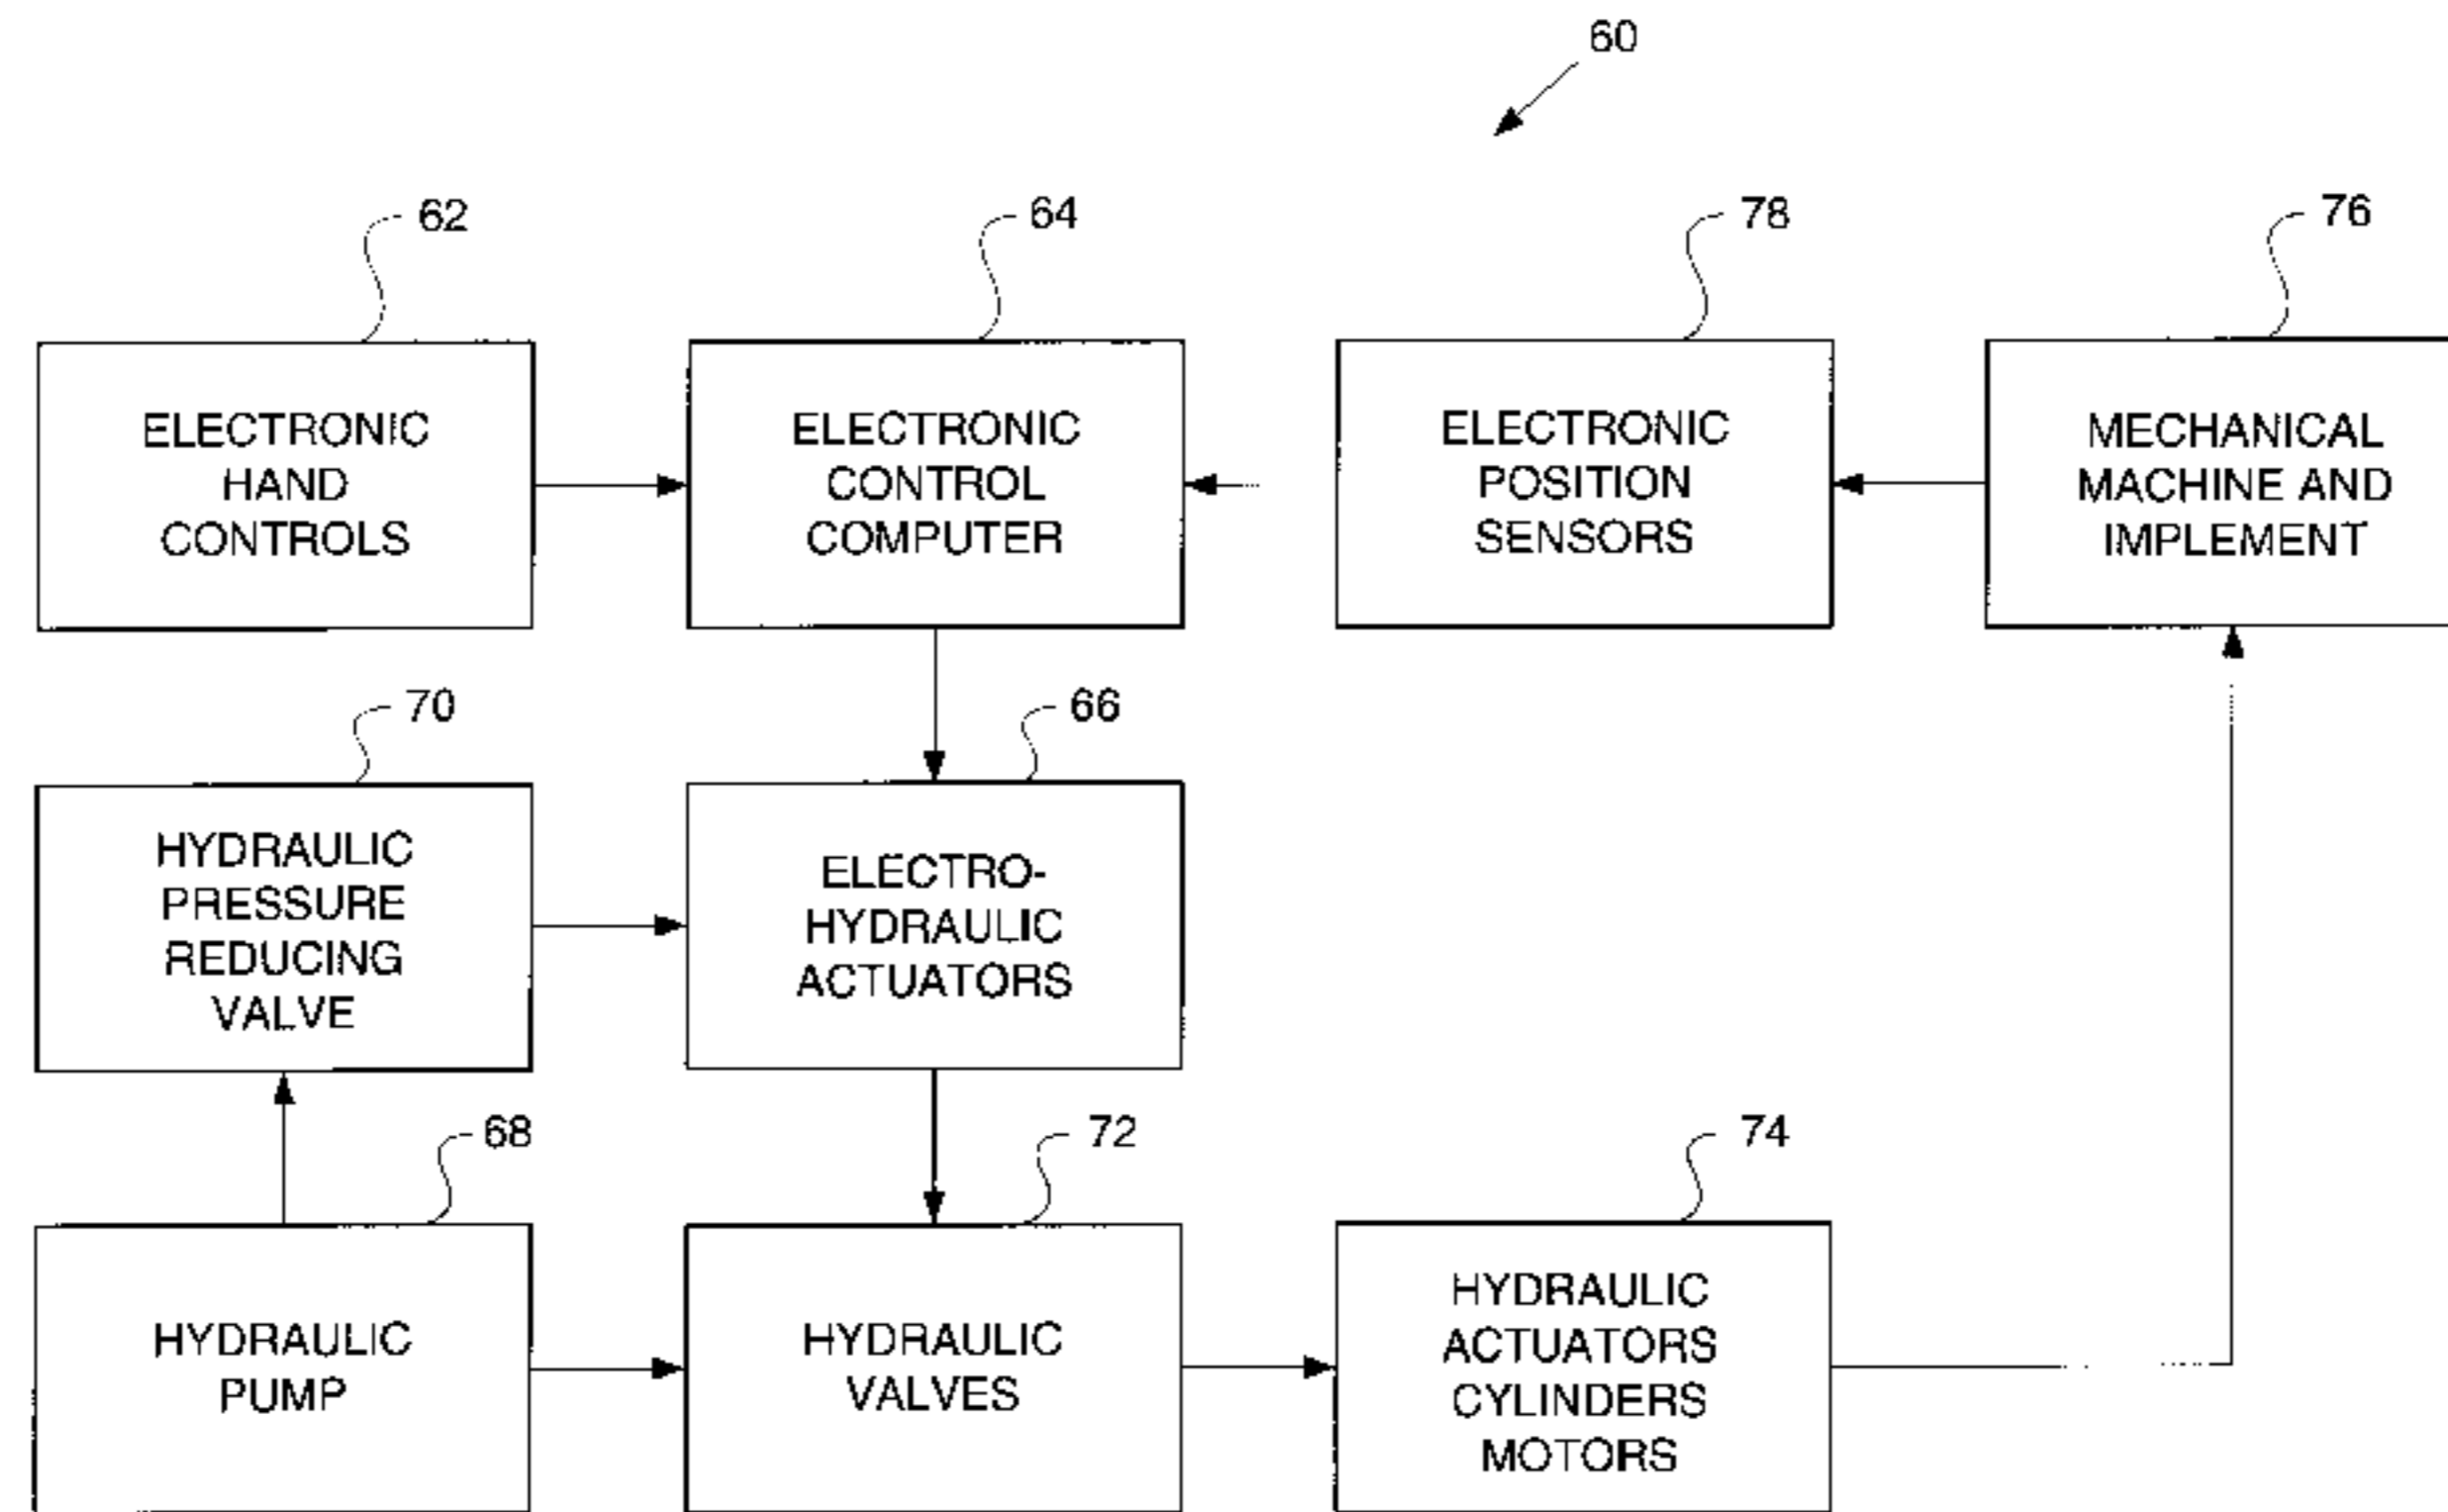 60
62
64
78
76
ELECTRONIC
HAND
CONTROLS
ELECTRONIC
CONTROL
COMPUTER
ELECTRONIC
POSITION
SENSORS
MECHANICAL
MACHINE AND
IMPLEMENT
70
66
HYDRAULIC
PRESSURE
REDUCING
VALVE
ELECTRO-
HYDRAULIC
ACTUATORS
68
72
74
HYDRAULIC
PUMP
HYDRAULIC
VALVES
HYDRAULIC
ACTUATORS
CYLINDERS
MOTORS